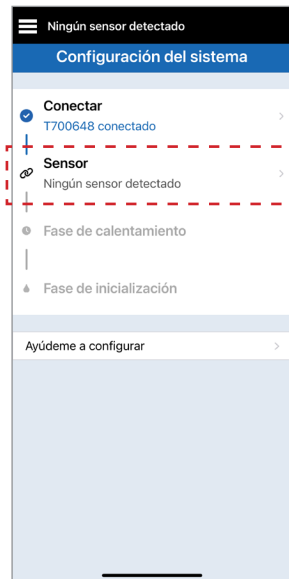 Ningún sensor detectado
Configuración del sistema
Conectar
T700648 conectado
Sensor
Ningún sensor detectado
Fase de calentamiento
Fase de inicialización
Ayúdeme a configurar